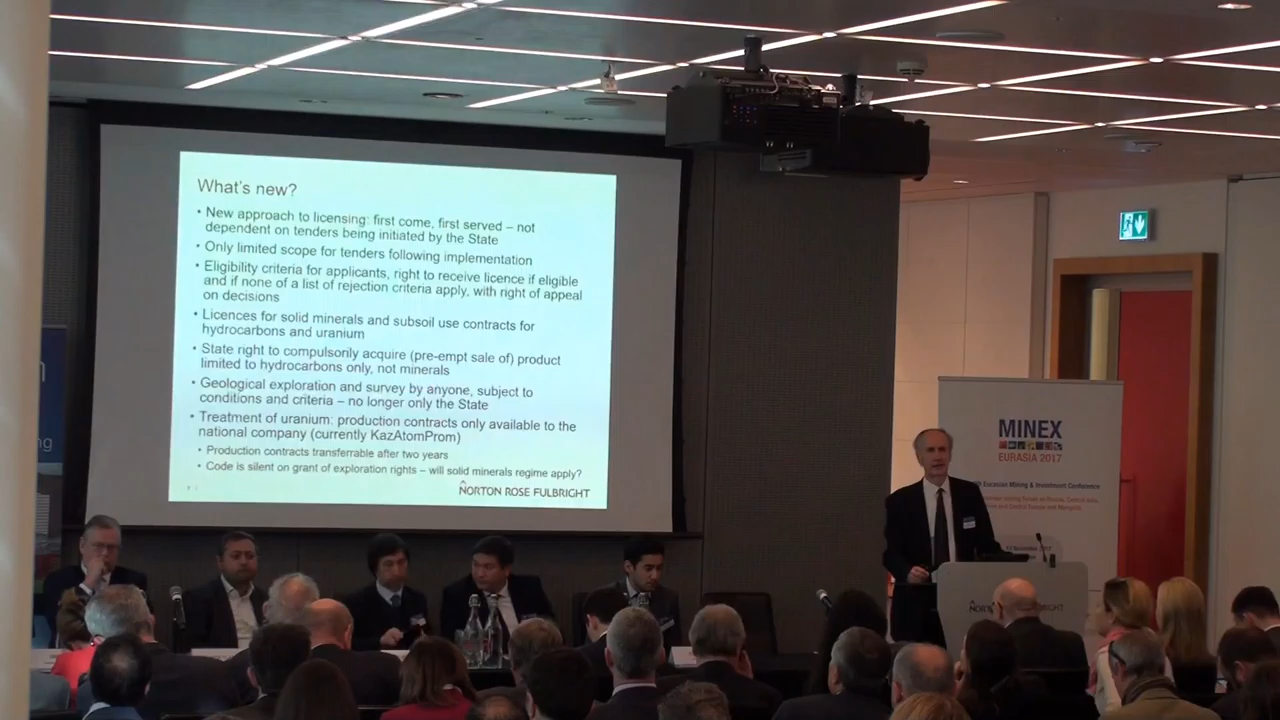 What's new?
• New approach to licensing: first come, first served – not
dependent on tenders being initiated by the State
• Only limited scope for tenders following implementation
• Eligibility criteria for applicants, right to receive licence if eligible
and if none of a list of rejection criteria apply, with right of appeal
on decisions
• Licences for solid minerals and subsoil use contracts for
hydrocarbons and uranium
• State right to compulsorily acquire (pre-empt sale of) product
limited to hydrocarbons only, not minerals
• Geological exploration and survey by anyone, subject to
conditions and criteria – no longer only the State
• Treatment of uranium: production contracts only available to the
national company (currently KazAtomProm)
• Production contracts transferrable after two years
• Code is silent on grant of exploration rights – will solid minerals regime apply?
NORTON ROSE FULBRIGHT
MINEX
EURASIA 2017
Eurasian Mining & Investment Conference